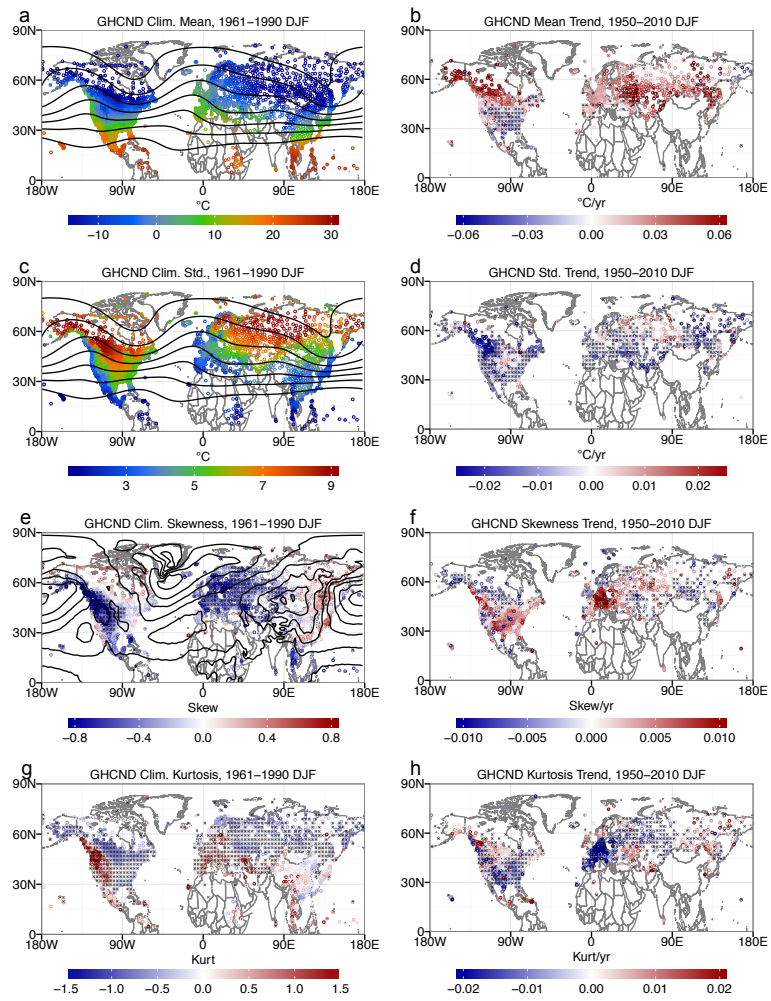 a
GHCND Clim. Mean, 1961−1990 DJF
90N
60N
30N
0
180W 90W 0 90E 180E
°C
−10 0 10 20 30
b
GHCND Mean Trend, 1950−2010 DJF
90N
60N
30N
0
180W 90W 0 90E 180E
°C/yr
−0.06 −0.03 0.00 0.03 0.06
c
GHCND Clim. Std., 1961−1990 DJF
90N
60N
30N
0
180W 90W 0 90E 180E
°C
3 5 7 9
d
GHCND Std. Trend, 1950−2010 DJF
90N
60N
30N
0
180W 90W 0 90E 180E
°C/yr
−0.02 −0.01 0.00 0.01 0.02
e
GHCND Clim. Skewness, 1961−1990 DJF
90N
60N
30N
0
180W 90W 0 90E 180E
Skew
−0.8 −0.4 0.0 0.4 0.8
f
GHCND Skewness Trend, 1950−2010 DJF
90N
60N
30N
0
180W 90W 0 90E 180E
Skew/yr
−0.010 −0.005 0.000 0.005 0.010
g
GHCND Clim. Kurtosis, 1961−1990 DJF
90N
60N
30N
0
180W 90W 0 90E 180E
Kurt
−1.5 −1.0 −0.5 0.0 0.5 1.0 1.5
h
GHCND Kurtosis Trend, 1950−2010 DJF
90N
60N
30N
0
180W 90W 0 90E 180E
Kurt/yr
−0.02 −0.01 0.00 0.01 0.02